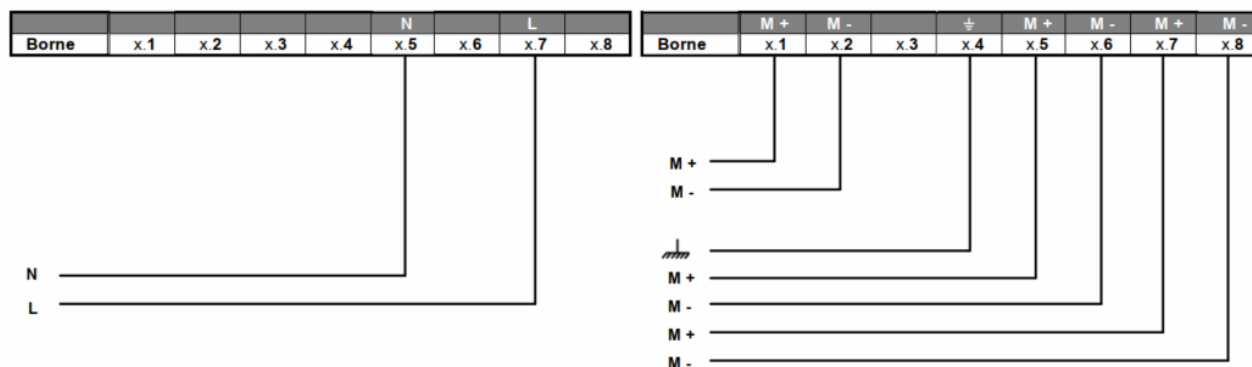 N L
Borne x.1 x.2 x.3 x.4 x.5 x.6 x.7 x.8
N
L
M + M - ⏚ M + M - M + M -
Borne x.1 x.2 x.3 x.4 x.5 x.6 x.7 x.8
M +
M -
M +
M -
M +
M -